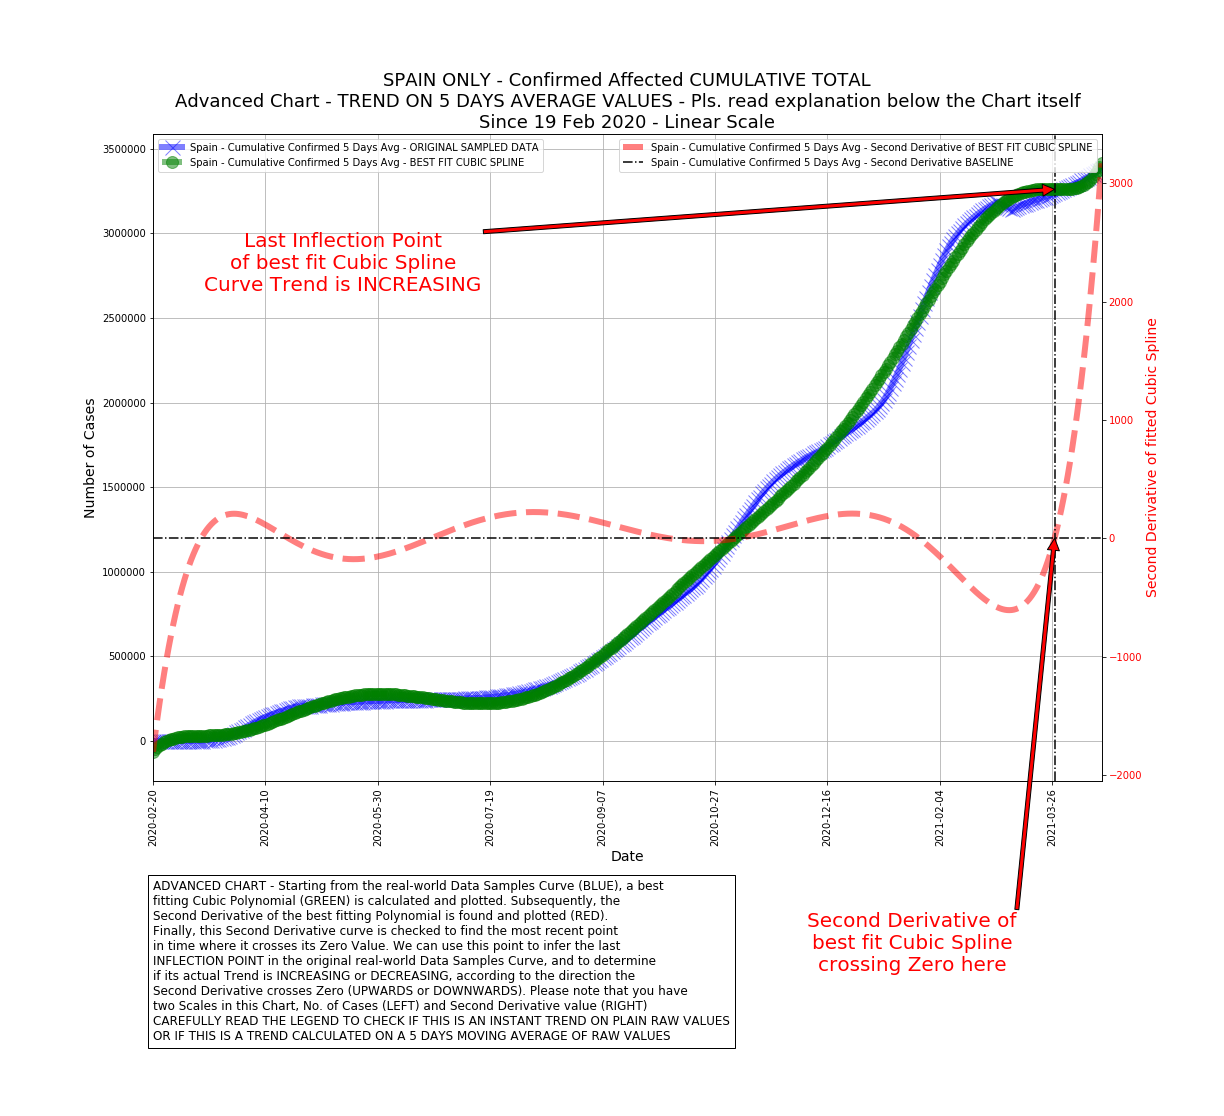 SPAIN ONLY - Confirmed Affected CUMULATIVE TOTAL
Advanced Chart - TREND ON 5 DAYS AVERAGE VALUES - Pls. read explanation below the Chart itself
Since 19 Feb 2020 - Linear Scale
Spain - Cumulative Confirmed 5 Days Avg - ORIGINAL SAMPLED DATA
Spain - Cumulative Confirmed 5 Days Avg - BEST FIT CUBIC SPLINE
Spain - Cumulative Confirmed 5 Days Avg - Second Derivative of BEST FIT CUBIC SPLINE
Spain - Cumulative Confirmed 5 Days Avg - Second Derivative BASELINE
Last Inflection Point
of best fit Cubic Spline
Curve Trend is INCREASING
Number of Cases
3500000
3000000
2500000
2000000
1500000
1000000
500000
0
3000
2000
1000
0
−1000
−2000
Second Derivative of fitted Cubic Spline
2020-02-20
2020-04-10
2020-05-30
2020-07-19
2020-09-07
2020-10-27
2020-12-16
2021-02-04
2021-03-26
Date
ADVANCED CHART - Starting from the real-world Data Samples Curve (BLUE), a best
fitting Cubic Polynomial (GREEN) is calculated and plotted. Subsequently, the
Second Derivative of the best fitting Polynomial is found and plotted (RED).
Finally, this Second Derivative curve is checked to find the most recent point
in time where it crosses its Zero Value. We can use this point to infer the last
INFLECTION POINT in the original real-world Data Samples Curve, and to determine
if its actual Trend is INCREASING or DECREASING, according to the direction the
Second Derivative crosses Zero (UPWARDS or DOWNWARDS). Please note that you have
two Scales in this Chart, No. of Cases (LEFT) and Second Derivative value (RIGHT)
CAREFULLY READ THE LEGEND TO CHECK IF THIS IS AN INSTANT TREND ON PLAIN RAW VALUES
OR IF THIS IS A TREND CALCULATED ON A 5 DAYS MOVING AVERAGE OF RAW VALUES
Second Derivative of
best fit Cubic Spline
crossing Zero here